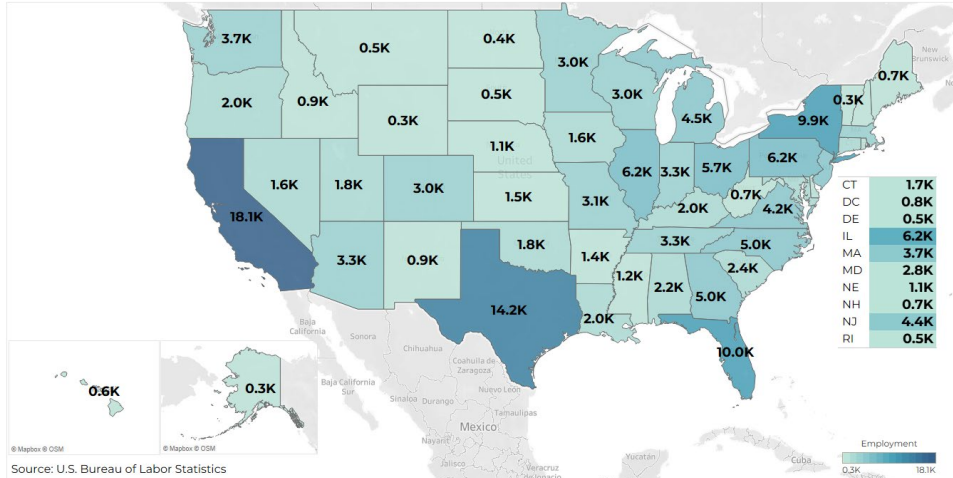 New
Brunswick
3.7K
0.5K
0.4K
3.0K
0.7K
2.0K
0.9K
0.5K
3.0K
4.5K
0.3K
9.9K
0.3K
1.1K
1.6K
United
States
1.6K
1.8K
3.0K
1.5K
3.1K
6.2K
3.3K
5.7K
6.2K
0.7K
4.2K
2.0K
18.1K
3.3K
0.9K
1.8K
1.4K
3.3K
5.0K
2.4K
14.2K
2.0K
1.2K
2.2K
5.0K
10.0K
CT 1.7K
DC 0.8K
DE 0.5K
IL 6.2K
MA 3.7K
MD 2.8K
NE 1.1K
NH 0.7K
NJ 4.4K
RI 0.5K
Baja
California
Sonora
Chihuahua
Coahuila de
Zaragoza
Nuevo León
Baja California
Sur
Sinaloa
Durango
Tamaulipas
Mexico
Nayarit
Jalisco
Veracruz
de Ignacio
Yucatan
Cuba
0.6K
© Mapbox © OSM
0.3K
© Mapbox © OSM
Source: U.S. Bureau of Labor Statistics
Employment
0.3K 18.1K